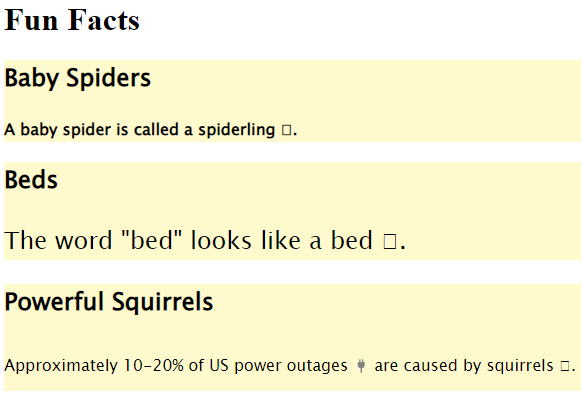 Fun Facts
Baby Spiders
A baby spider is called a spiderling ▯.
Beds
The word "bed" looks like a bed ▯.
Powerful Squirrels
Approximately 10–20% of US power outages 🔌 are caused by squirrels ▯.